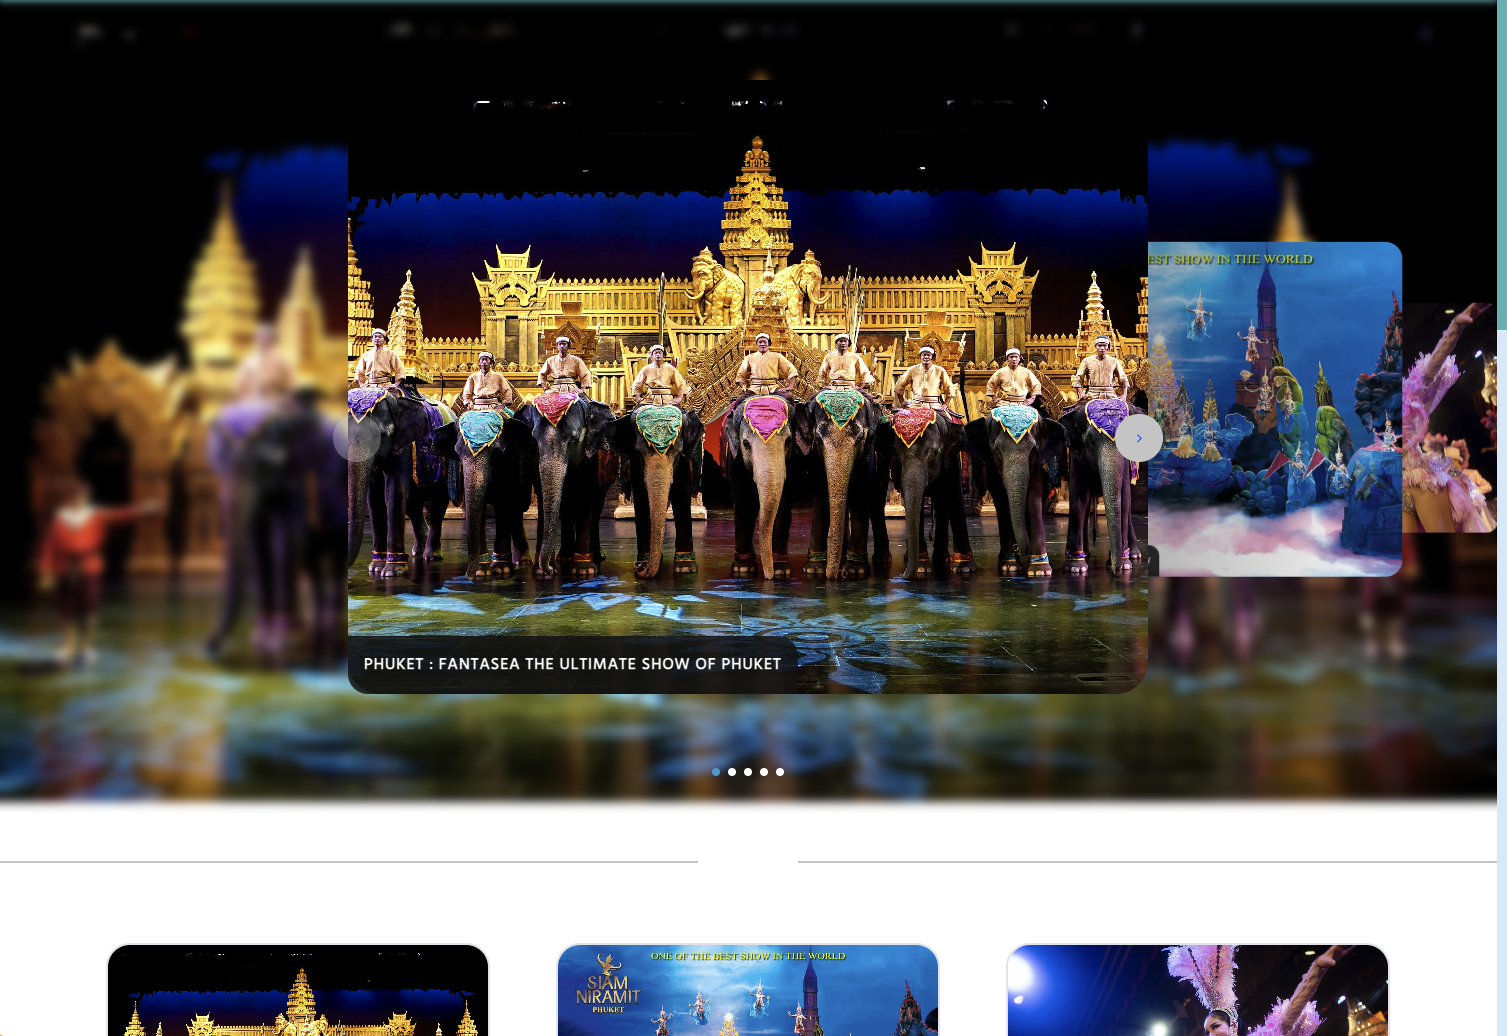 EST SHOW IN THE WORLD
PHUKET : FANTASEA THE ULTIMATE SHOW OF PHUKET
ONE OF THE BEST SHOW IN THE WORLD
SIAM
NIRAMIT
PHUKET